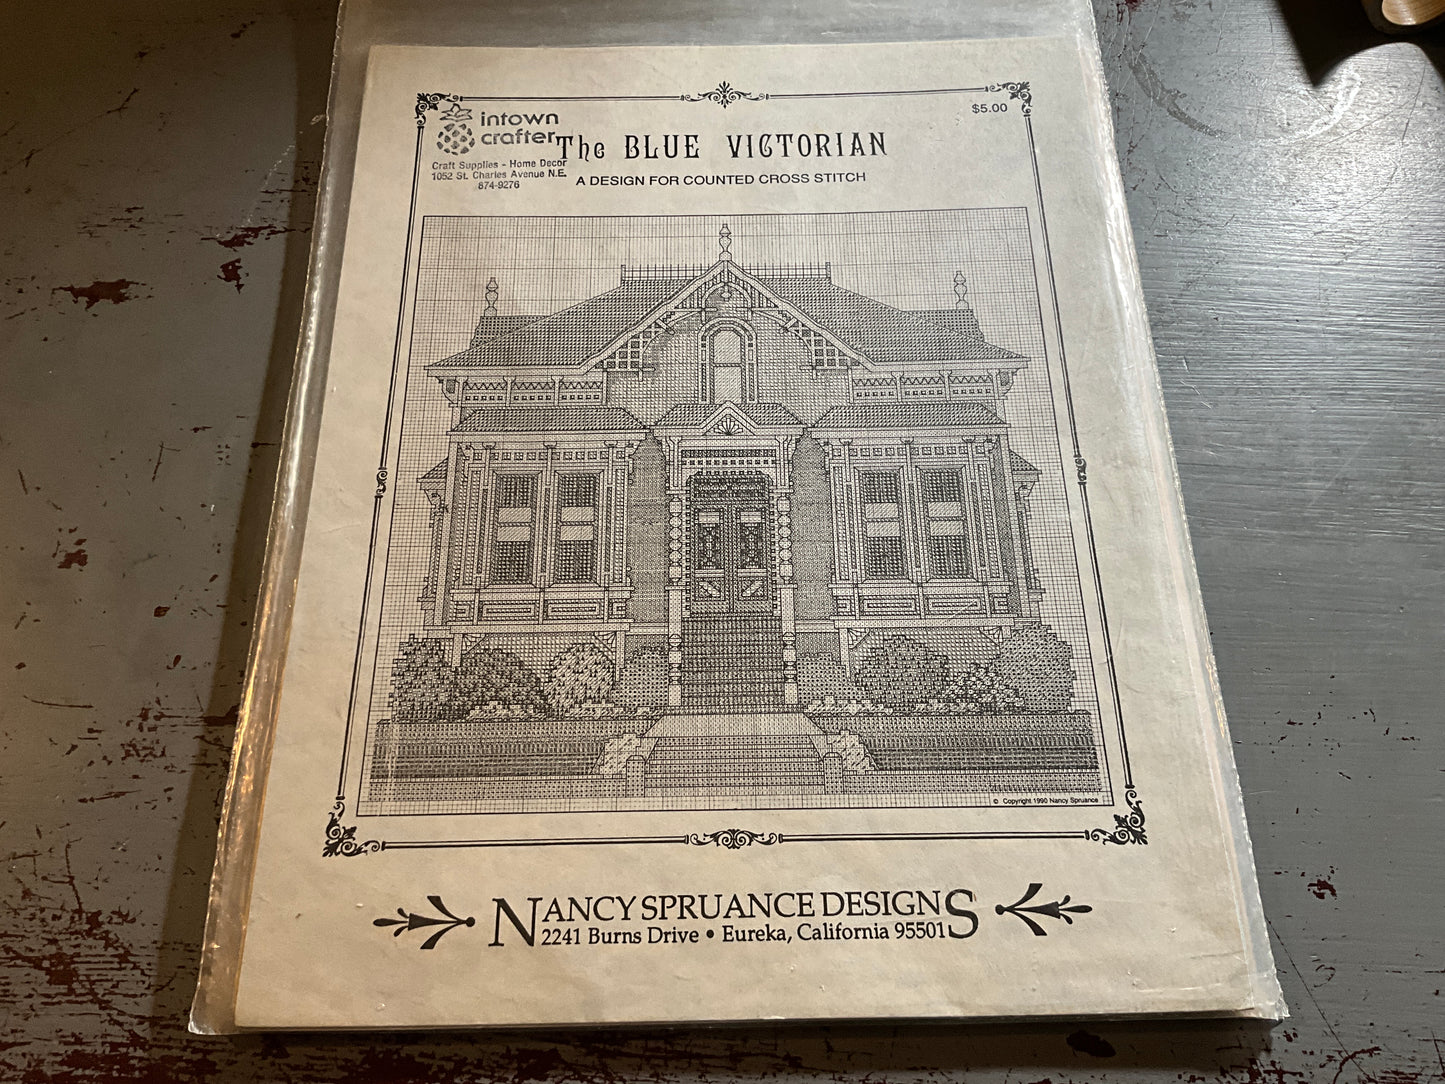 intown
crafter
Craft Supplies - Home Decor
1052 St. Charles Avenue N.E.
874-9276
$5.00
The BLUE VICTORIAN
A DESIGN FOR COUNTED CROSS STITCH
© Copyright 1990 Nancy Spruance
NANCY SPRUANCE DESIGNS
2241 Burns Drive • Eureka, California 95501